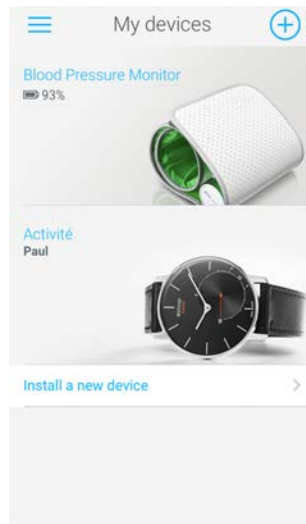 My devices
Blood Pressure Monitor
93%
Activité
Paul
Install a new device